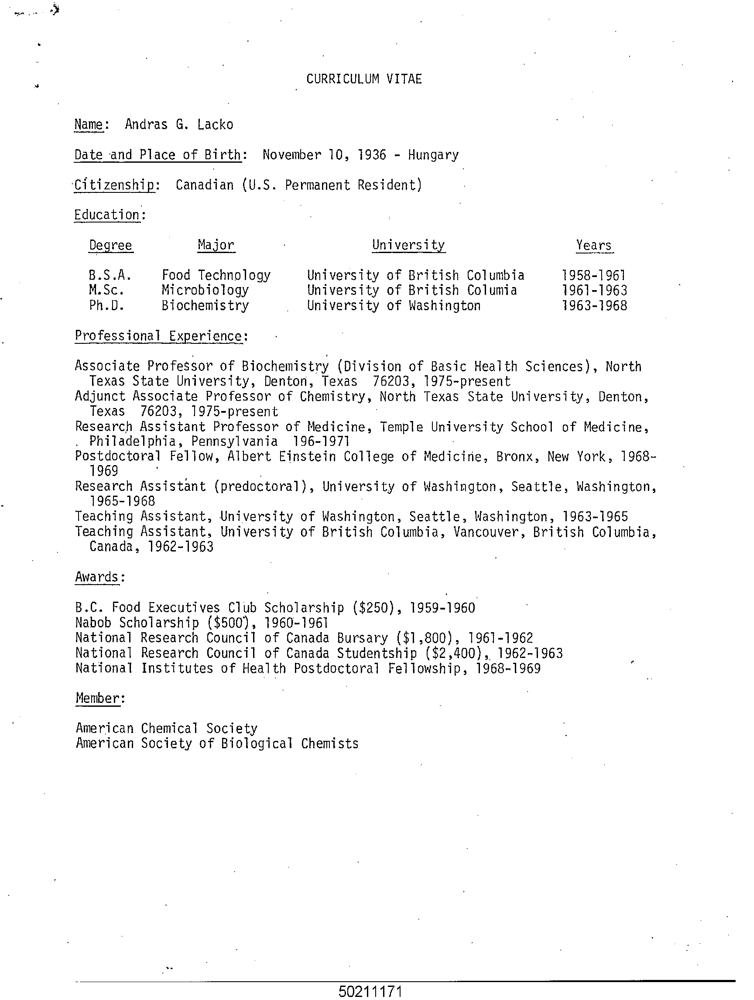 CURRICULUM VITAE
Name: Andras G. Lacko
Date and Place of Birth: November 10, 1936 - Hungary
Citizenship: Canadian (U.S. Permanent Resident)
Education:
Degree Major University Years
B.S.A. Food Technology University of British Columbia 1958-1961
M.Sc. Microbiology University of British Columia 1961-1963
Ph.D. Biochemistry University of Washington 1963-1968
Professional Experience:
Associate Professor of Biochemistry (Division of Basic Health Sciences), North
Texas State University, Denton, Texas 76203, 1975-present
Adjunct Associate Professor of Chemistry, North Texas State University, Denton,
Texas 76203, 1975-present
Research Assistant Professor of Medicine, Temple University School of Medicine,
Philadelphia, Pennsylvania 196-1971
Postdoctoral Fellow, Albert Einstein College of Medicine, Bronx, New York, 1968-
1969
Research Assistant (predoctoral), University of Washington, Seattle, Washington,
1965-1968
Teaching Assistant, University of Washington, Seattle, Washington, 1963-1965
Teaching Assistant, University of British Columbia, Vancouver, British Columbia,
Canada, 1962-1963
Awards:
B.C. Food Executives Club Scholarship ($250), 1959-1960
Nabob Scholarship ($500), 1960-1961
National Research Council of Canada Bursary ($1,800), 1961-1962
National Research Council of Canada Studentship ($2,400), 1962-1963
National Institutes of Health Postdoctoral Fellowship, 1968-1969
Member:
American Chemical Society
American Society of Biological Chemists
50211171